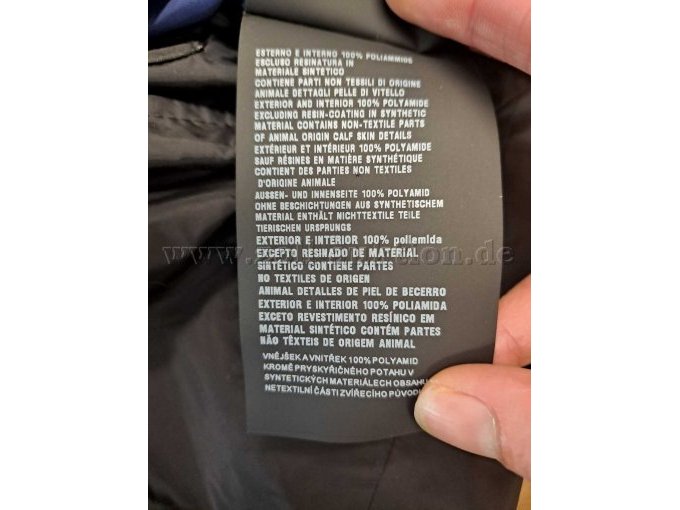 ESTERNO E INTERNO 100% POLIAMMIDE
ESCLUSO RESINATURA IN
MATERIALE SINTETICO
CONTIENE PARTI NON TESSILI DI ORIGINE
ANIMALE DETTAGLI PELLE DI VITELLO
EXTERIOR AND INTERIOR 100% POLYAMIDE
EXCLUDING RESIN-COATING IN SYNTHETIC
MATERIAL CONTAINS NON-TEXTILE PARTS
OF ANIMAL ORIGIN CALF SKIN DETAILS
EXTÉRIEUR ET INTÉRIEUR 100% POLYAMIDE
SAUF RÉSINES EN MATIÈRE SYNTHÉTIQUE
CONTIENT DES PARTIES NON TEXTILES
D'ORIGINE ANIMALE
AUSSEN- UND INNENSEITE 100% POLYAMID
OHNE BESCHICHTUNGEN AUS SYNTHETISCHEM
MATERIAL ENTHÄLT NICHTTEXTILE TEILE
TIERISCHEN URSPRUNGS
EXTERIOR E INTERIOR 100% poliemida
EXCEPTO RESINADO DE MATERIAL
SINTÉTICO CONTIENE PARTES
NO TEXTILES DE ORIGEN
ANIMAL DETALLES DE PIEL DE BECERRO
EXTERIOR E INTERIOR 100% POLIAMIDA
EXCETO REVESTIMENTO RESÍNICO EM
MATERIAL SINTÉTICO CONTÉM PARTES
NÃO TÊXTEIS DE ORIGEM ANIMAL
VNĚJŠEK A VNITŘEK 100% POLYAMID
KROMĚ PRYSKYŘIČNÉHO POTAHU V
SYNTETICKÝCH MATERIÁLECH OBSAHU
NETEXTILNÍ ČÁSTI ZVÍŘECÍHO PŮVOD